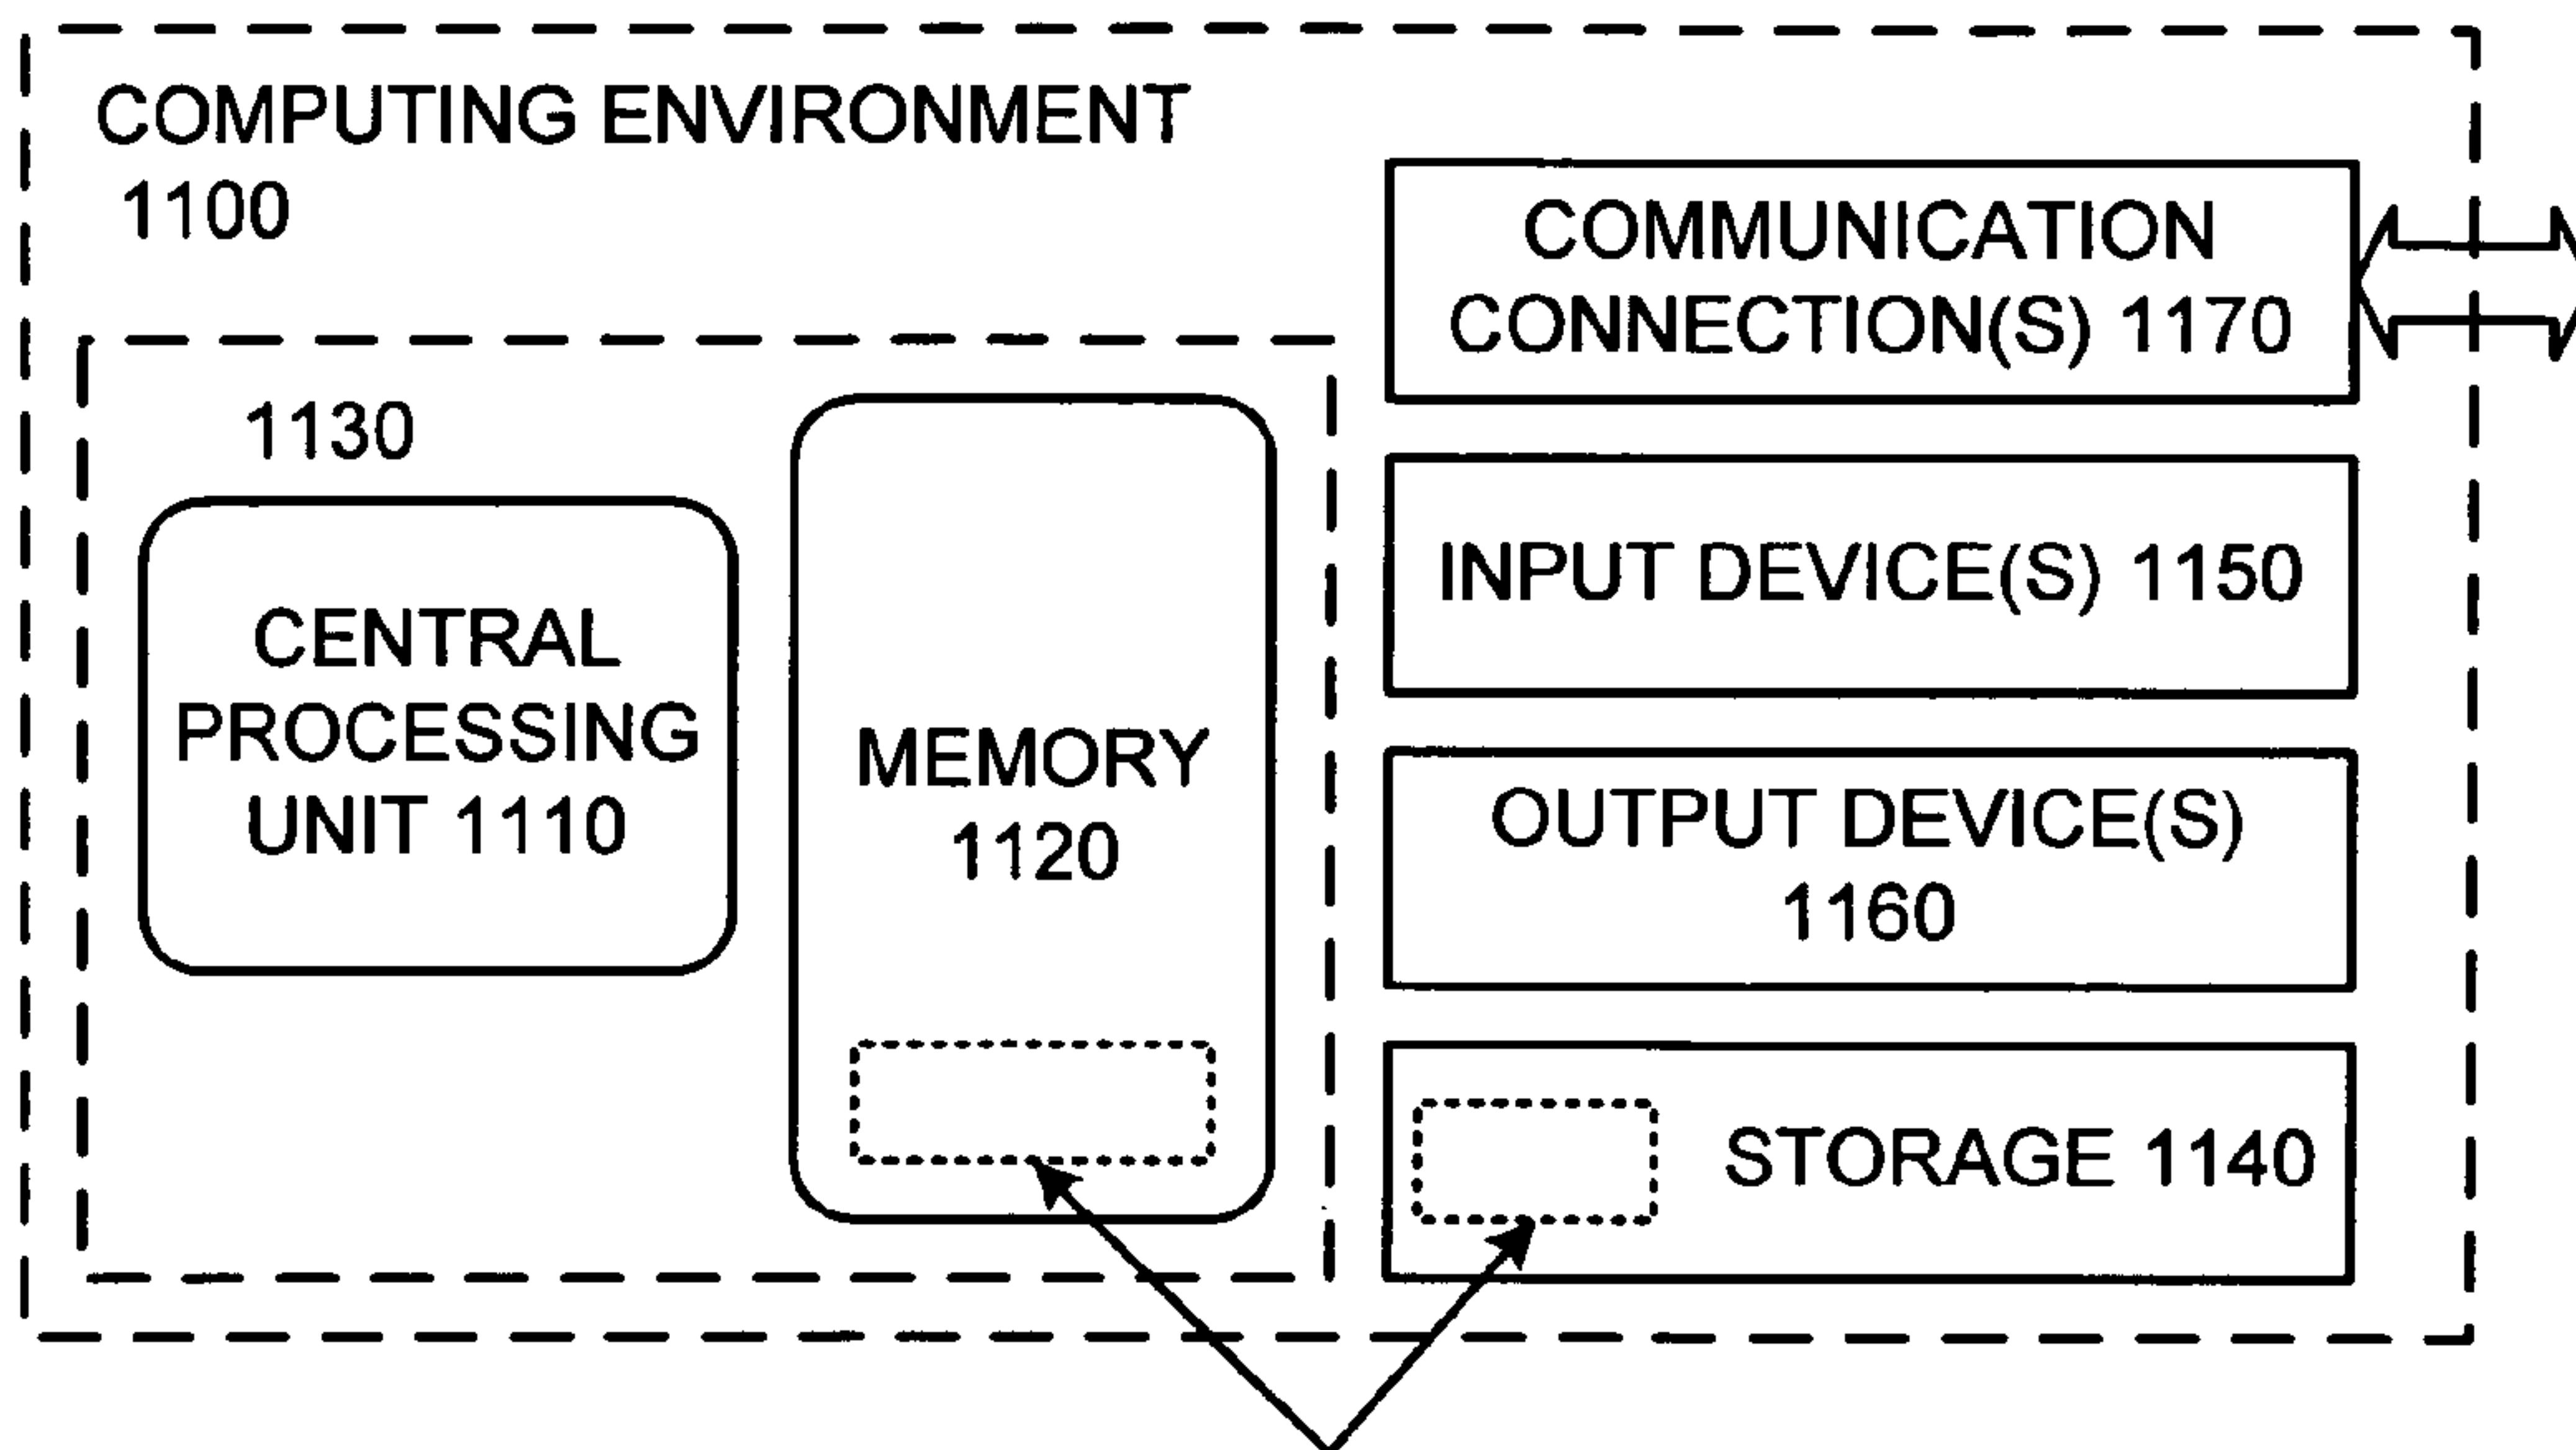 COMPUTING ENVIRONMENT
1100
COMMUNICATION
CONNECTION(S) 1170
1130
CENTRAL
PROCESSING
UNIT 1110
MEMORY
1120
INPUT DEVICE(S) 1150
OUTPUT DEVICE(S)
1160
STORAGE 1140